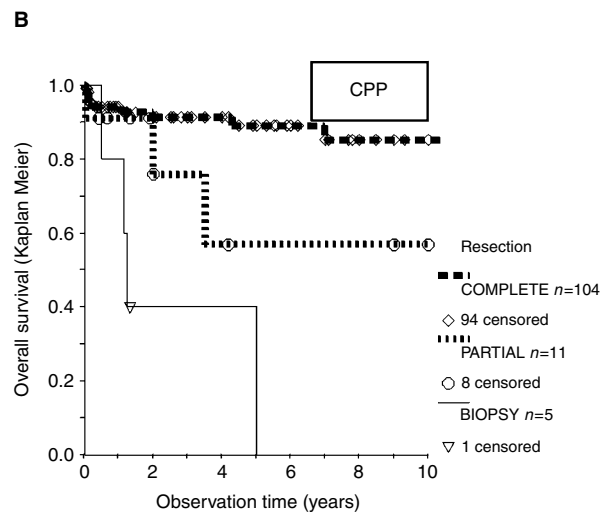 B
CPP
Overall survival (Kaplan Meier)
1.0
0.8
0.6
0.4
0.2
0.0
0
2
4
6
8
10
Observation time (years)
Resection
COMPLETE n=104
94 censored
PARTIAL n=11
8 censored
BIOPSY n=5
1 censored